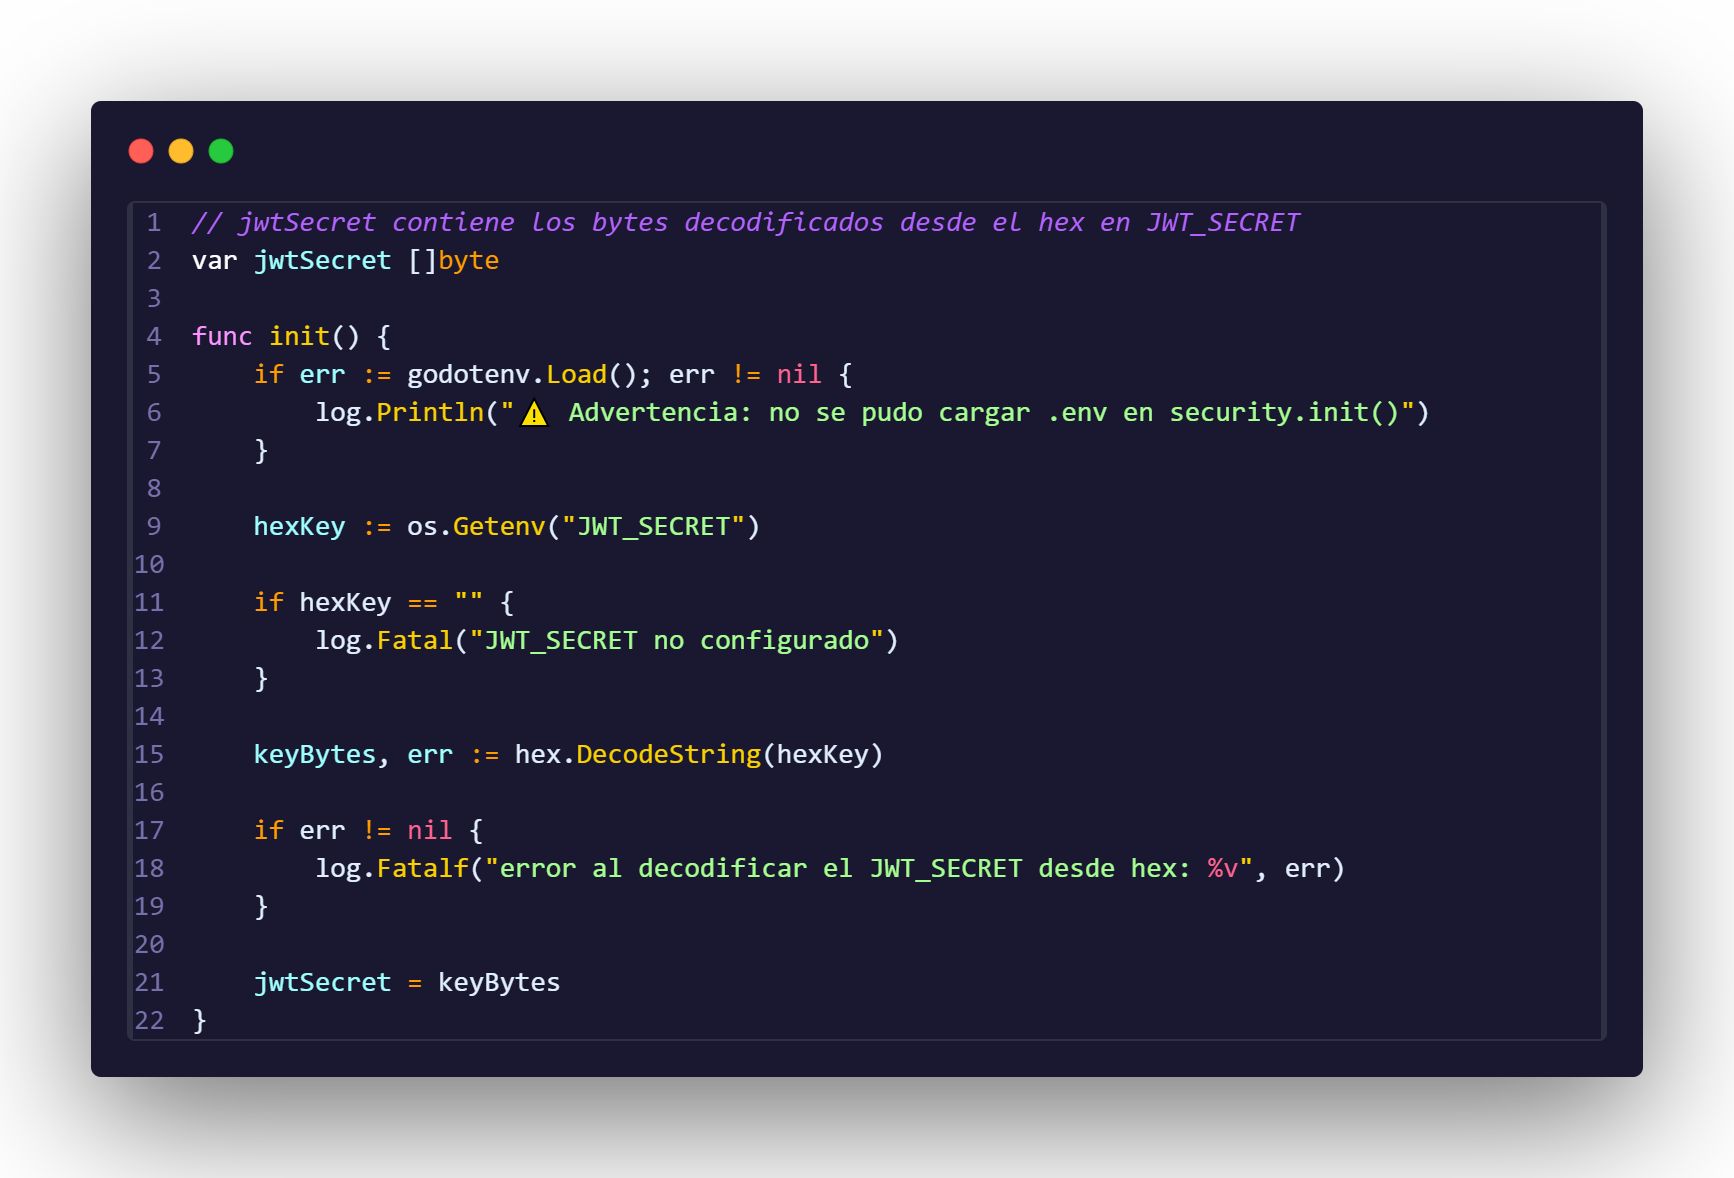 1 // jwtSecret contiene los bytes decodificados desde el hex en JWT_SECRET
2 var jwtSecret []byte
3
4 func init() {
5     if err := godotenv.Load(); err != nil {
6         log.Println("⚠️ Advertencia: no se pudo cargar .env en security.init()")
7     }
8
9     hexKey := os.Getenv("JWT_SECRET")
10
11     if hexKey == "" {
12         log.Fatal("JWT_SECRET no configurado")
13     }
14
15     keyBytes, err := hex.DecodeString(hexKey)
16
17     if err != nil {
18         log.Fatalf("error al decodificar el JWT_SECRET desde hex: %v", err)
19     }
20
21     jwtSecret = keyBytes
22 }